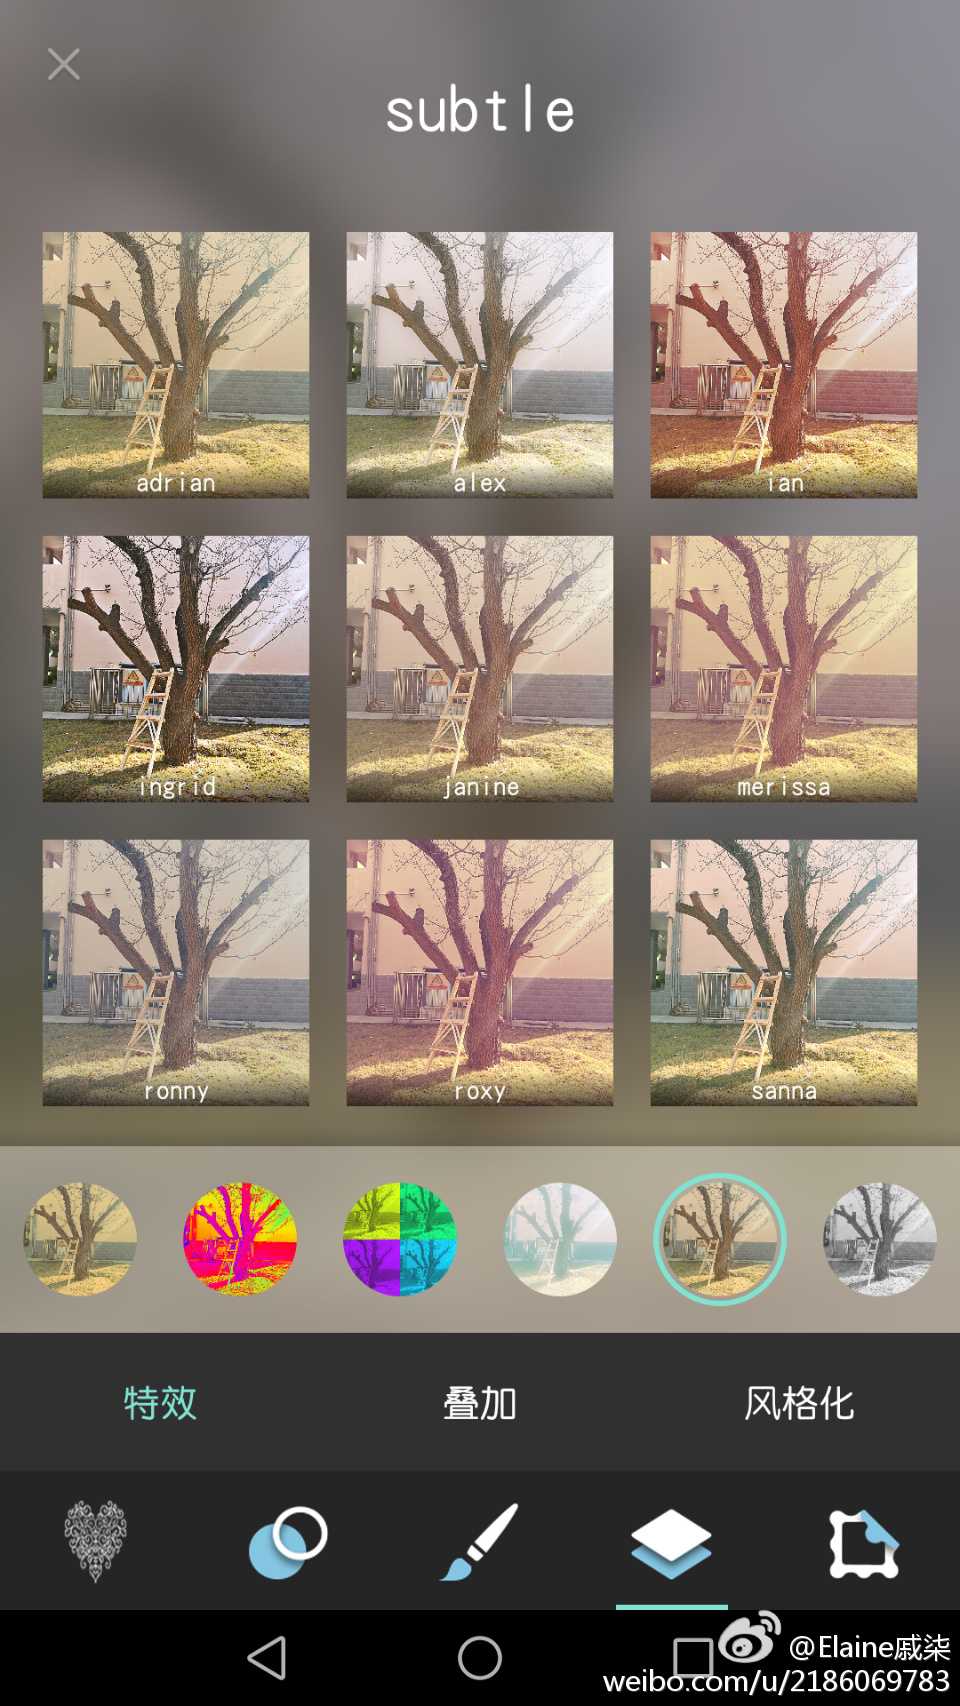 subtle
adrian
alex
ian
ingrid
janine
merissa
ronny
roxy
sanna
特效
叠加
风格化
@Elaine戚柒
weibo.com/u/2186069783